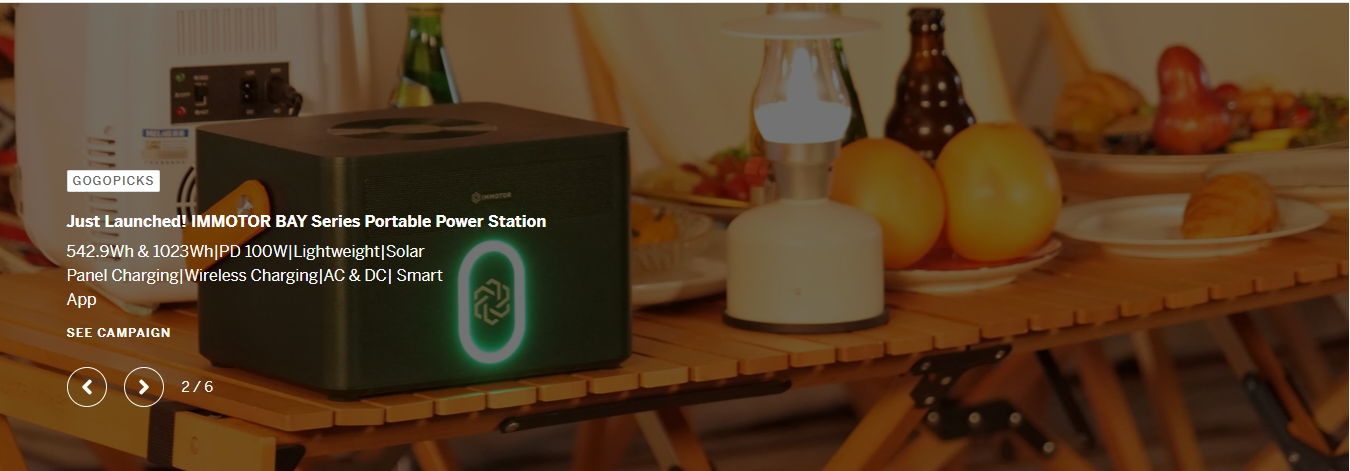 GOGOPICKS
IMMOTOR
Just Launched! IMMOTOR BAY Series Portable Power Station
542.9Wh & 1023Wh|PD 100W|Lightweight|Solar
Panel Charging|Wireless Charging|AC & DC| Smart
App
SEE CAMPAIGN
2 / 6